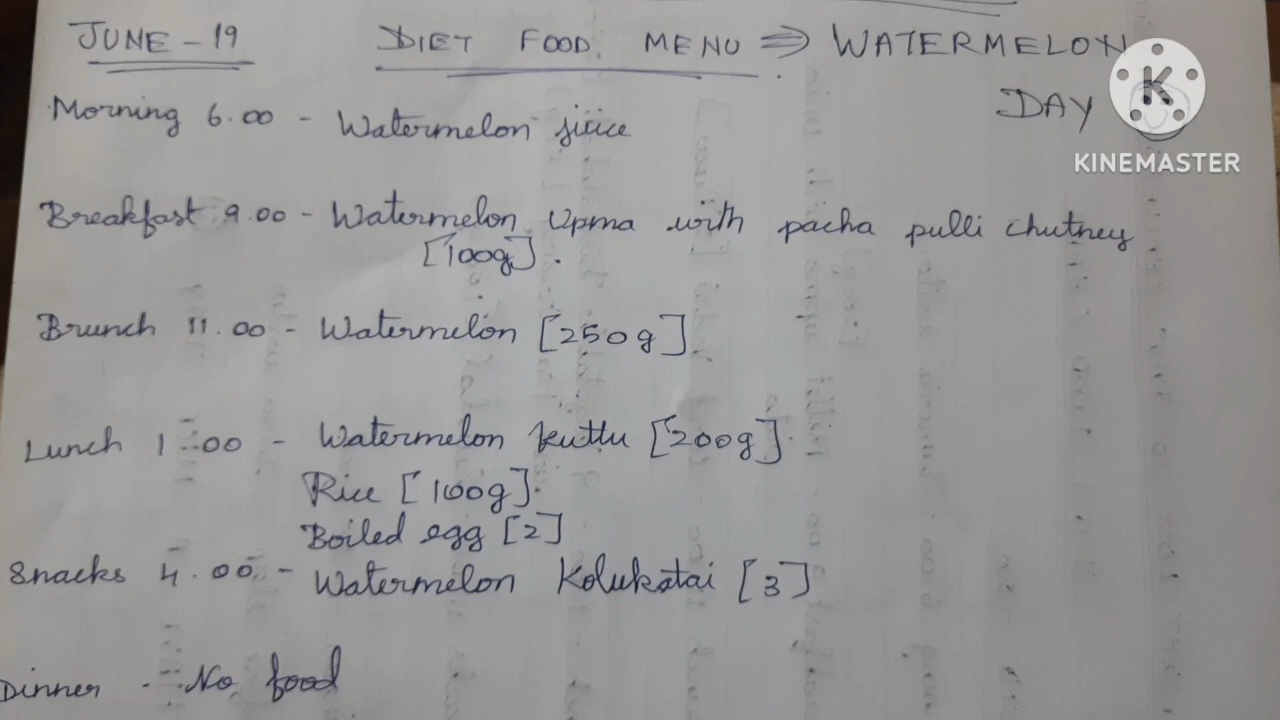 JUNE - 19 DIET FOOD MENU ⇒ WATERMELON
DAY
KINEMASTER
Morning 6.00 - Watermelon jiuce
Breakfast 9.00 - Watermelon Upma with pacha pulli chutney
[100g].
Brunch 11.00 - Watermelon [250g]
Lunch 1.00 - Watermelon kuttu [200g].
Rice [100g].
Boiled egg [2]
Snacks 4.00 - Watermelon Kolukatai [3]
Dinner - No food